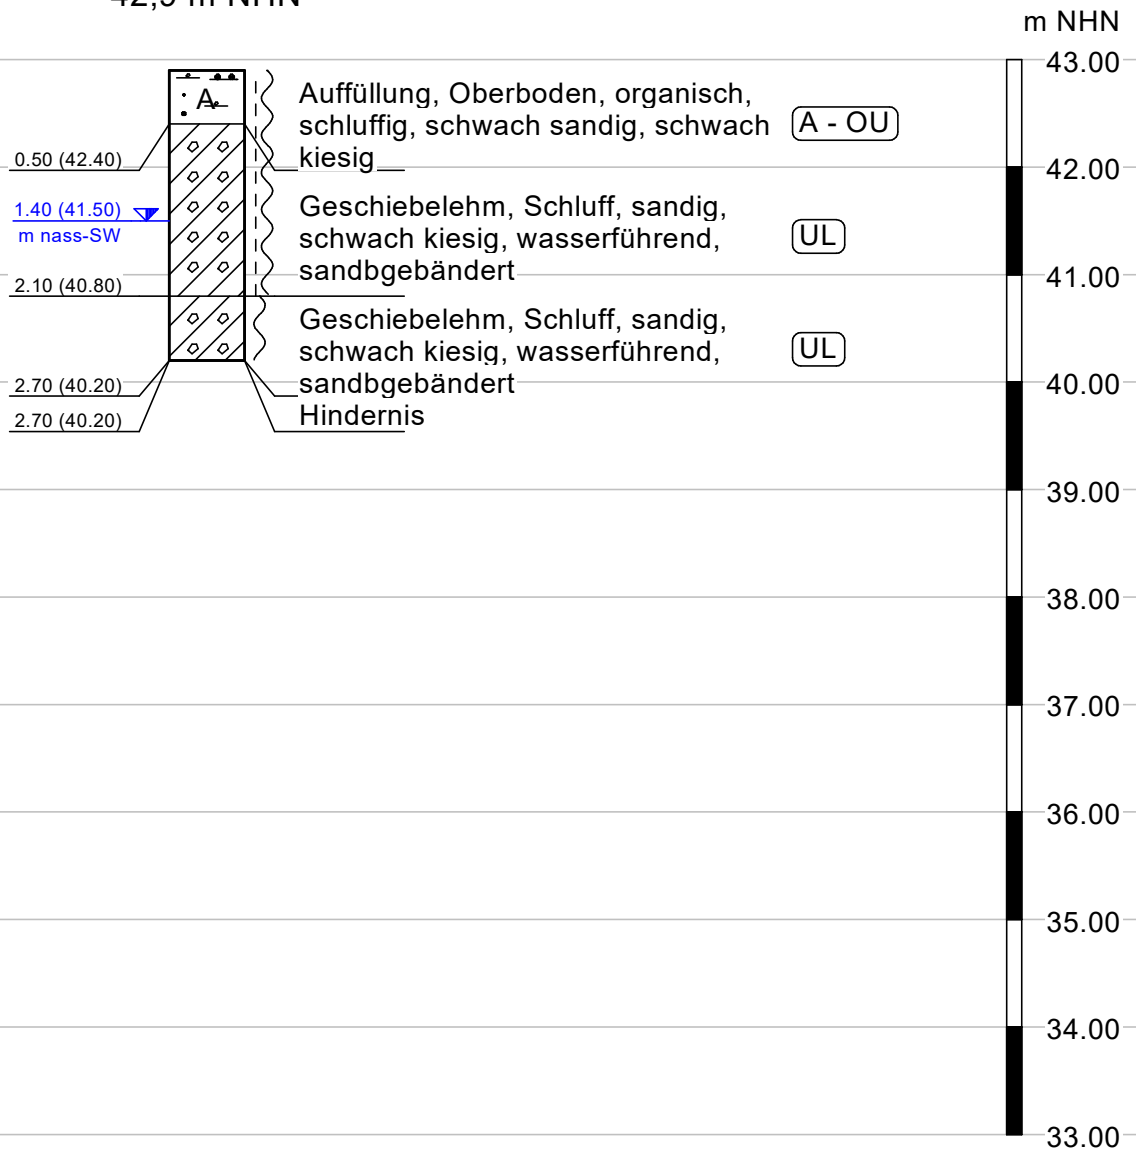 42,9 m NHN
m NHN
43.00
Auffüllung, Oberboden, organisch,
schluffig, schwach sandig, schwach
kiesig
A - OU
A
0.50 (42.40)
42.00
1.40 (41.50)
m nass-SW
Geschiebelehm, Schluff, sandig,
schwach kiesig, wasserführend,
sandbgebändert
UL
41.00
2.10 (40.80)
Geschiebelehm, Schluff, sandig,
schwach kiesig, wasserführend,
sandbgebändert
UL
2.70 (40.20)
40.00
Hindernis
2.70 (40.20)
39.00
38.00
37.00
36.00
35.00
34.00
33.00